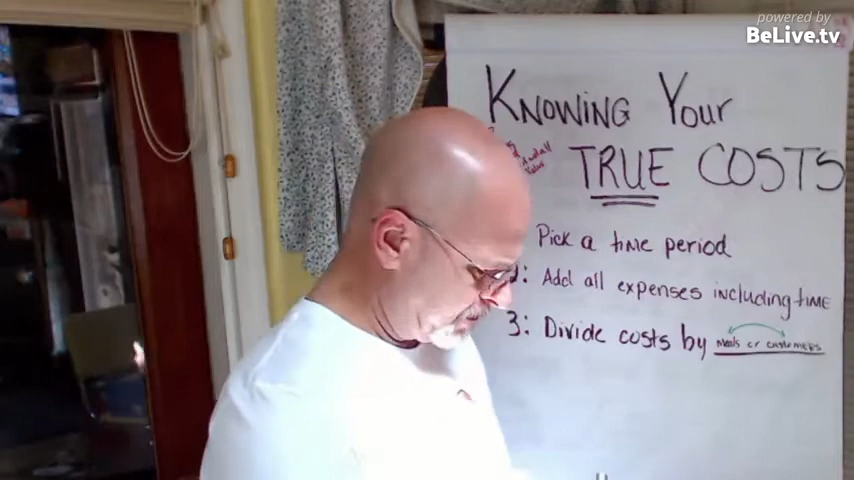 powered by
BeLive.tv
KNOWING YOUR
TRUE COSTS
Pick a time period
: Add all expenses including time
3: Divide costs by meals or customers